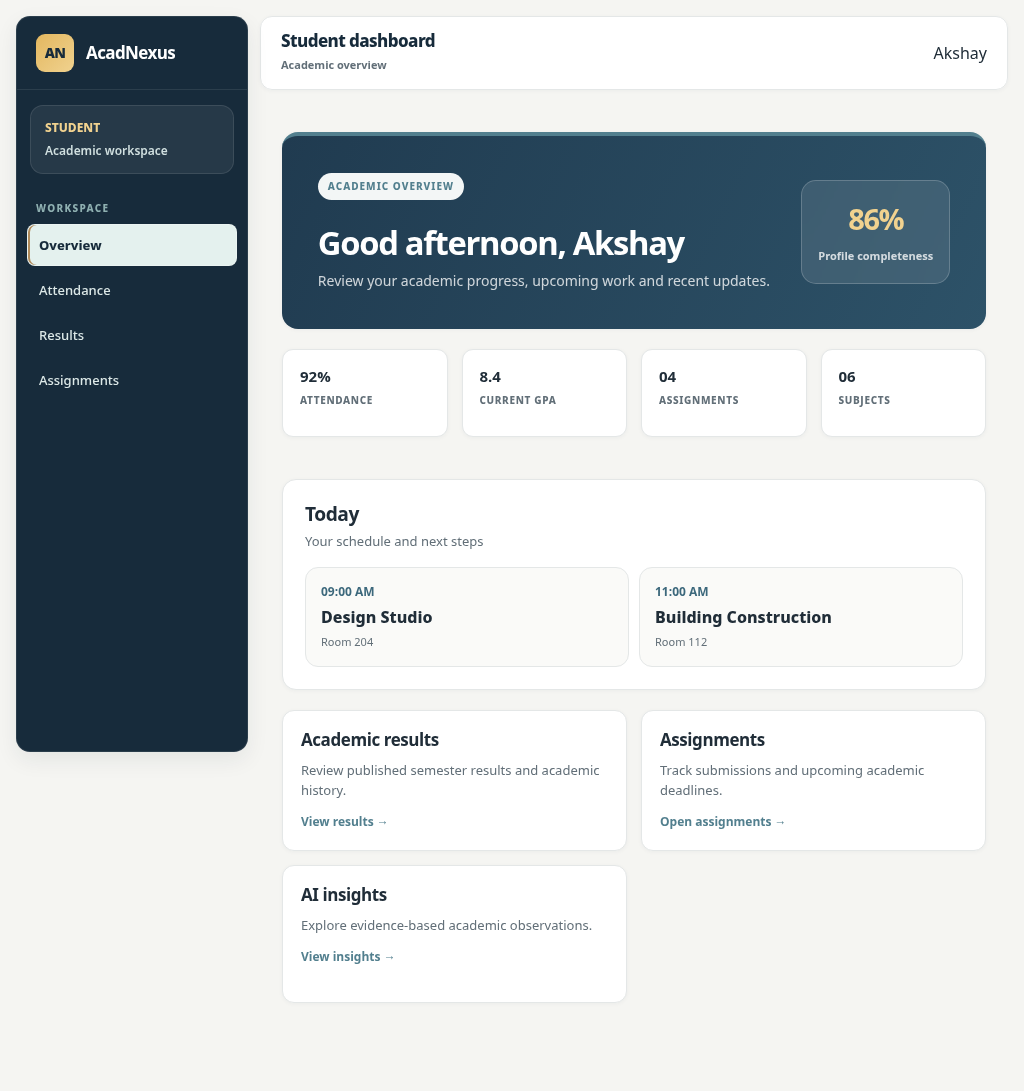 AN
AcadNexus
STUDENT
Academic workspace
WORKSPACE
Overview
Attendance
Results
Assignments
Student dashboard
Academic overview
Akshay
ACADEMIC OVERVIEW
Good afternoon, Akshay
Review your academic progress, upcoming work and recent updates.
86%
Profile completeness
92%
ATTENDANCE
8.4
CURRENT GPA
04
ASSIGNMENTS
06
SUBJECTS
Today
Your schedule and next steps
09:00 AM
Design Studio
Room 204
11:00 AM
Building Construction
Room 112
Academic results
Review published semester results and academic
history.
View results →
Assignments
Track submissions and upcoming academic
deadlines.
Open assignments →
AI insights
Explore evidence-based academic observations.
View insights →